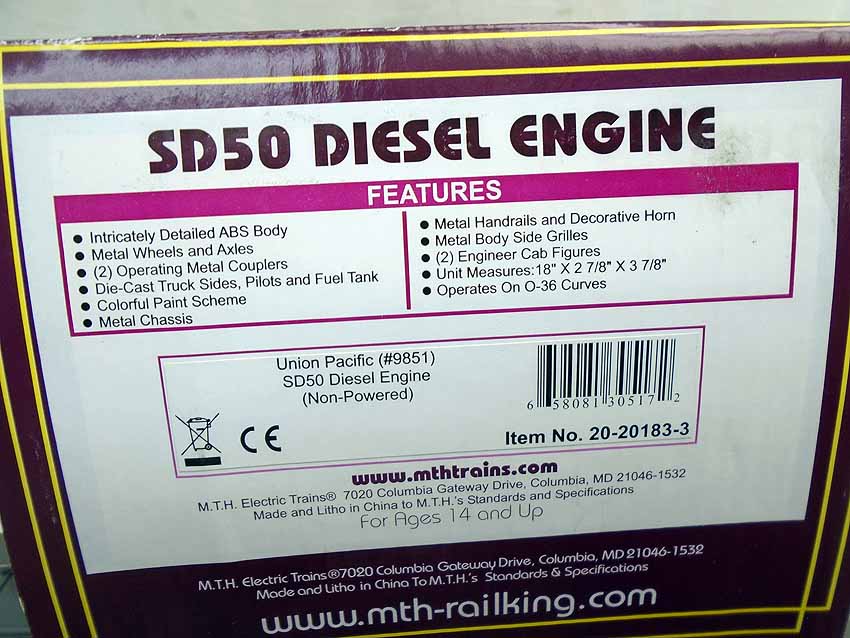 SD50 DIESEL ENGINE
FEATURES
● Intricately Detailed ABS Body
● Metal Wheels and Axles
● (2) Operating Metal Couplers
● Die-Cast Truck Sides, Pilots and Fuel Tank
● Colorful Paint Scheme
● Metal Chassis
● Metal Handrails and Decorative Horn
● Metal Body Side Grilles
● (2) Engineer Cab Figures
● Unit Measures:18" X 2 7/8" X 3 7/8"
● Operates On O-36 Curves
Union Pacific (#9851)
SD50 Diesel Engine
(Non-Powered)
6 58081 30517 2
CE
Item No. 20-20183-3
www.mthtrains.com
M.T.H. Electric Trains® 7020 Columbia Gateway Drive, Columbia, MD 21046-1532
Made and Litho in China to M.T.H.'s Standards and Specifications
For Ages 14 and Up
M.T.H. Electric Trains®7020 Columbia Gateway Drive, Columbia, MD 21046-1532
Made and Litho in China To M.T.H.'s Standards & Specifications
www.mth-railking.com